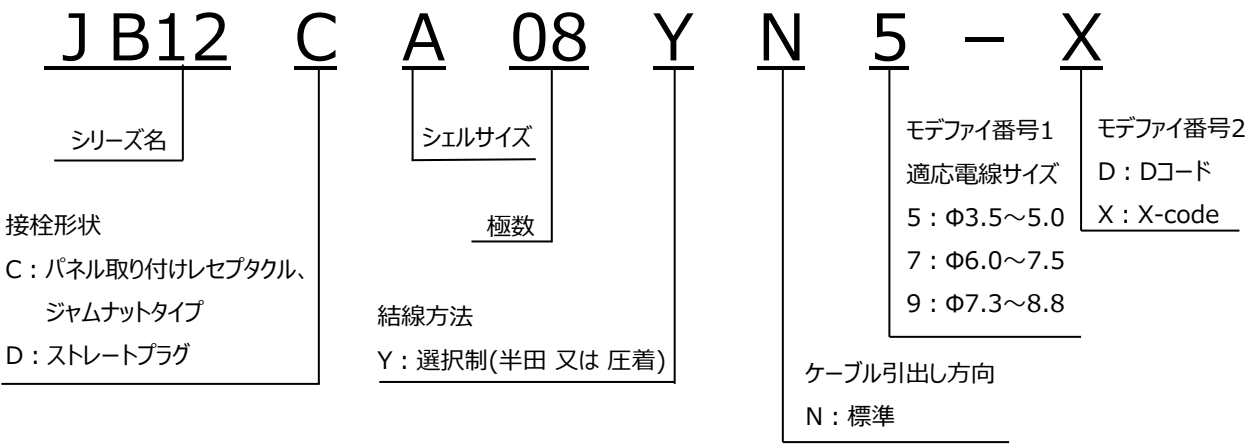 JB12 C A 08 Y N 5 － X
シリーズ名
シェルサイズ
極数
接栓形状
C：パネル取り付けレセプタクル、
ジャムナットタイプ
D：ストレートプラグ
結線方法
Y：選択制(半田 又は 圧着)
ケーブル引出し方向
N：標準
モデファイ番号1
適応電線サイズ
5：Φ3.5～5.0
7：Φ6.0～7.5
9：Φ7.3～8.8
モデファイ番号2
D：Dコード
X：X-code